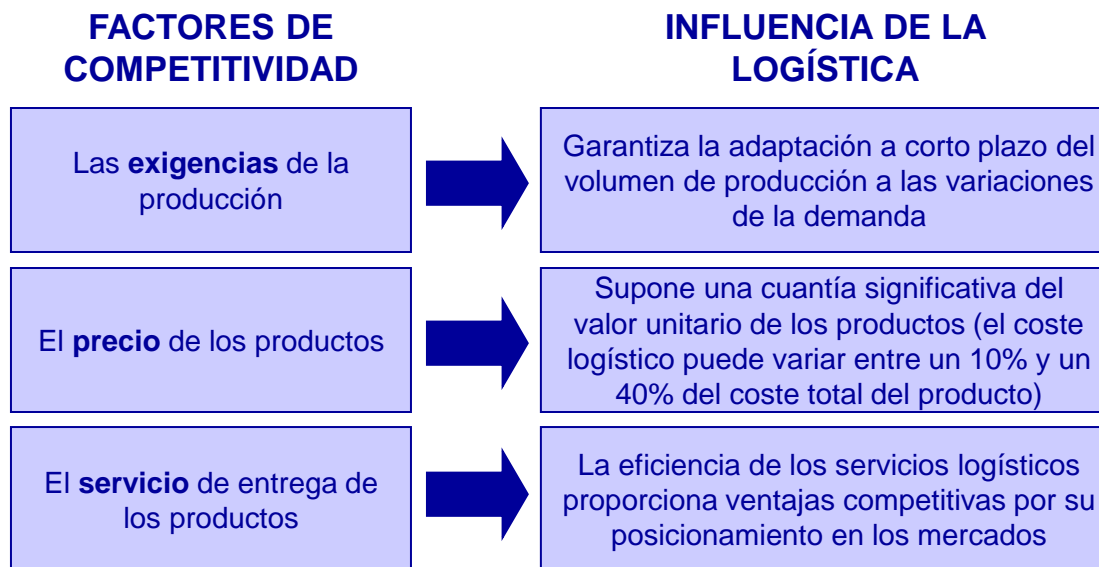 FACTORES DE
COMPETITIVIDAD
INFLUENCIA DE LA
LOGÍSTICA
Las exigencias de la
producción
Garantiza la adaptación a corto plazo del
volumen de producción a las variaciones
de la demanda
El precio de los productos
Supone una cuantía significativa del
valor unitario de los productos (el coste
logístico puede variar entre un 10% y un
40% del coste total del producto)
El servicio de entrega de
los productos
La eficiencia de los servicios logísticos
proporciona ventajas competitivas por su
posicionamiento en los mercados